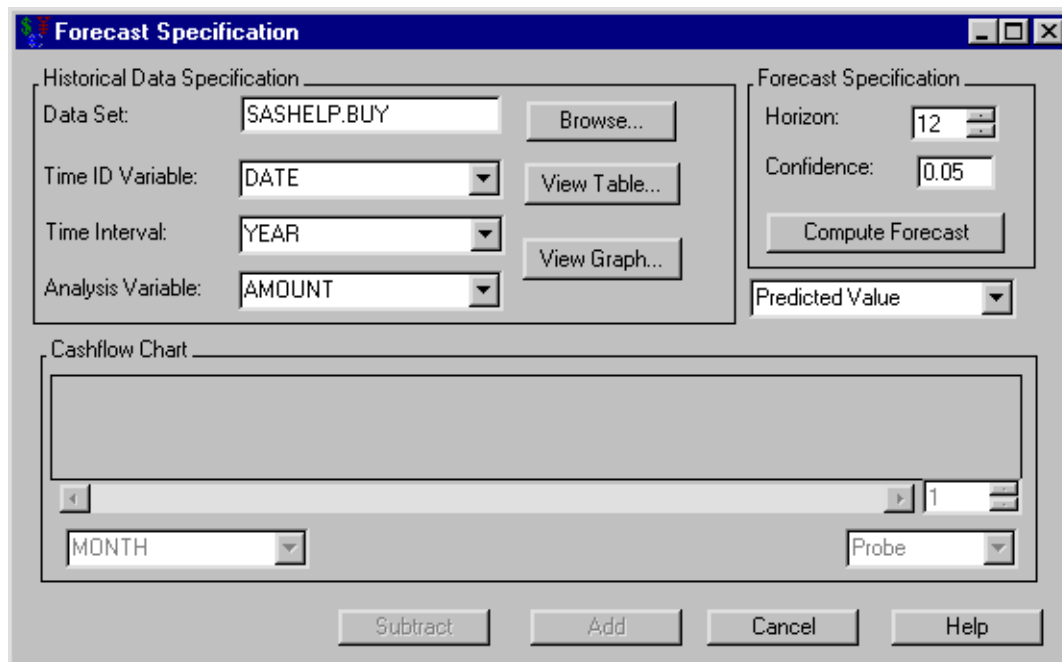 Forecast Specification
Historical Data Specification
Data Set:
SASHELP.BUY
Browse...
Time ID Variable:
DATE
View Table...
Time Interval:
YEAR
View Graph...
Analysis Variable:
AMOUNT
Forecast Specification
Horizon:
12
Confidence:
0.05
Compute Forecast
Predicted Value
Cashflow Chart
1
MONTH
Probe
Subtract
Add
Cancel
Help